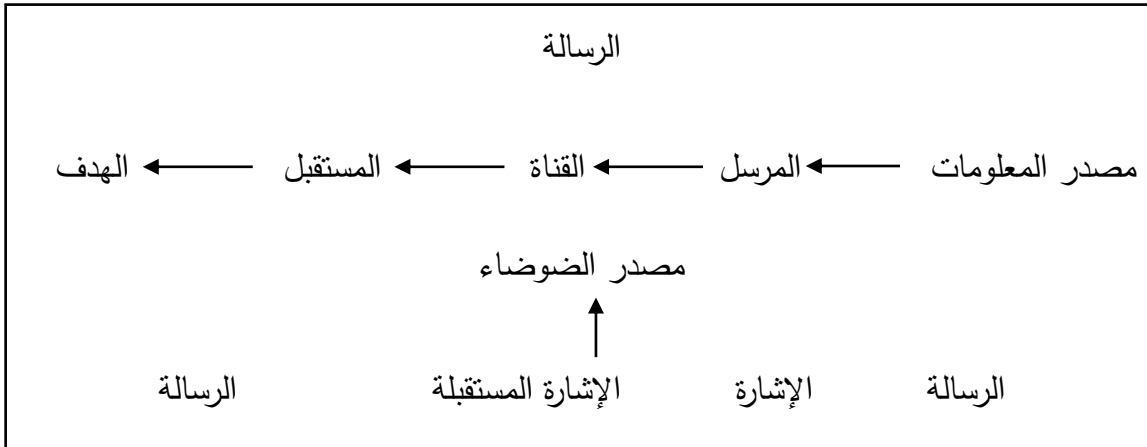 الرسالة
مصدر المعلومات المرسل القناة المستقبل الهدف
مصدر الضوضاء
الرسالة الإشارة الإشارة المستقبلة الرسالة